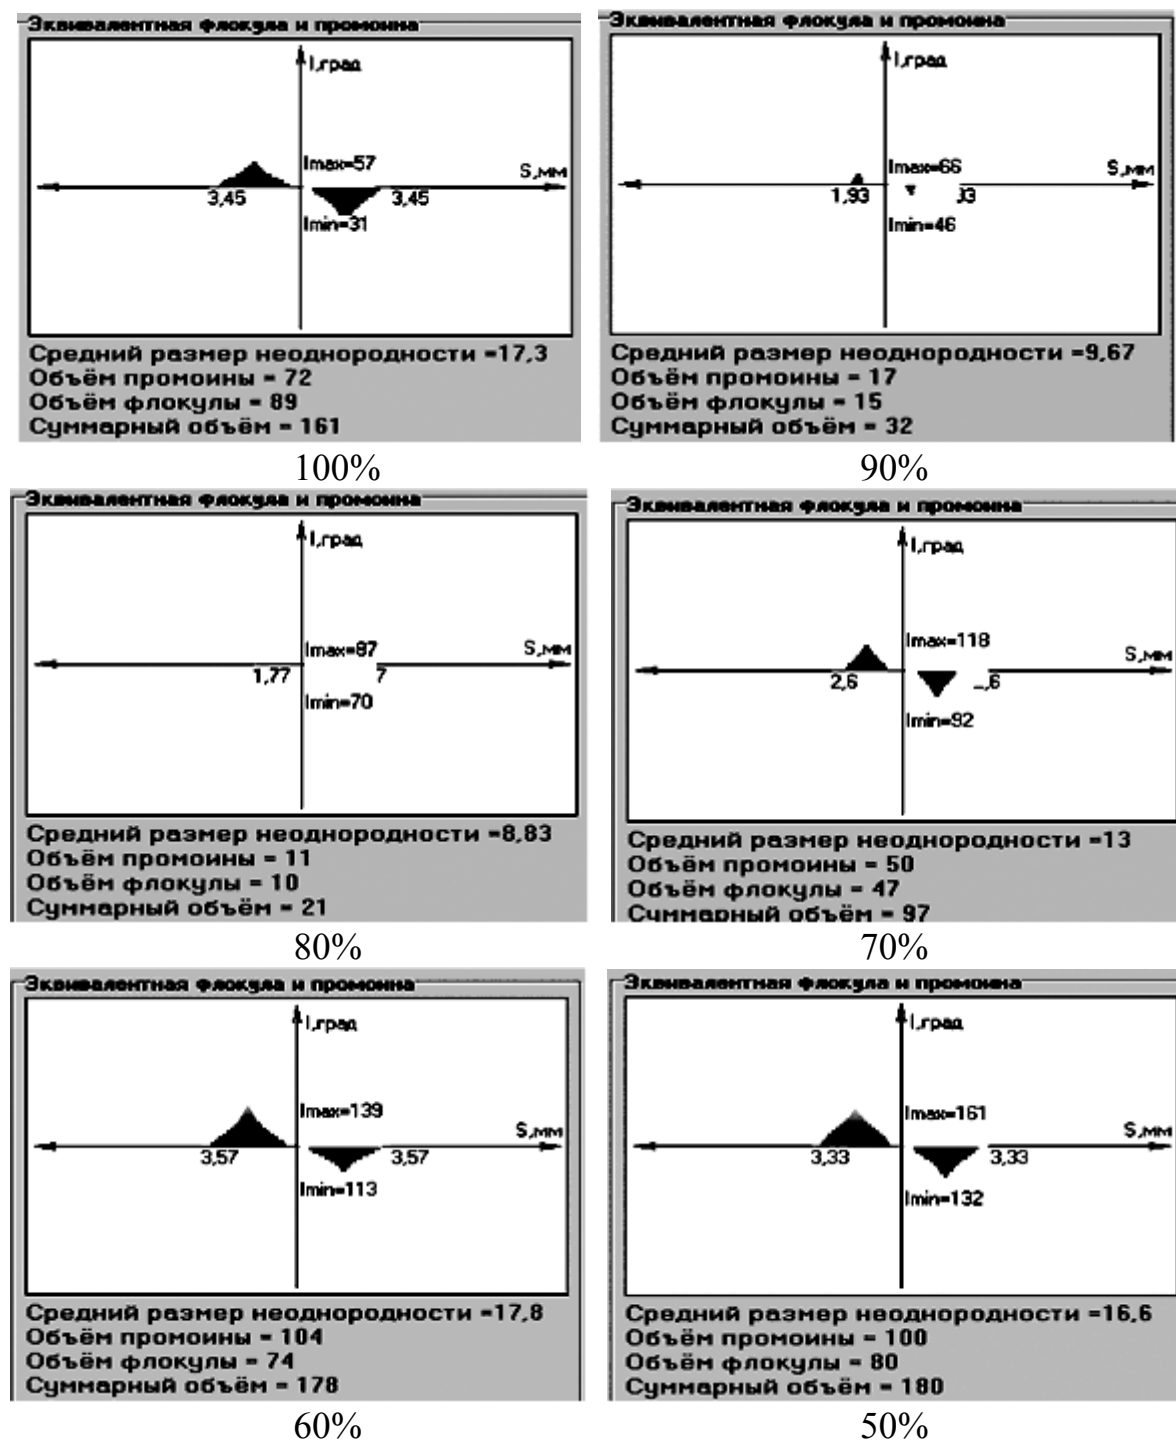 Эквивалентная флокула и промоина
I,град
Imax=57
S,мм
3,45
3,45
Imin=31
Средний размер неоднородности =17,3
Объём промоины = 72
Объём флокулы = 89
Суммарный объём = 161
100%
Эквивалентная флокула и промоина
I,град
Imax=66
S,мм
1,93
33
Imin=46
Средний размер неоднородности =9,67
Объём промоины = 17
Объём флокулы = 15
Суммарный объём = 32
90%
Эквивалентная флокула и промоина
I,град
Imax=87
S,мм
1,77
7
Imin=70
Средний размер неоднородности =8,83
Объём промоины = 11
Объём флокулы = 10
Суммарный объём = 21
80%
Эквивалентная флокула и промоина
I,град
Imax=118
S,мм
2,6
,6
Imin=92
Средний размер неоднородности =13
Объём промоины = 50
Объём флокулы = 47
Суммарный объём = 97
70%
Эквивалентная флокула и промоина
I,град
Imax=139
S,мм
3,57
3,57
Imin=113
Средний размер неоднородности =17,8
Объём промоины = 104
Объём флокулы = 74
Суммарный объём = 178
60%
Эквивалентная флокула и промоина
I,град
Imax=161
S,мм
3,33
3,33
Imin=132
Средний размер неоднородности =16,6
Объём промоины = 100
Объём флокулы = 80
Суммарный объём = 180
50%